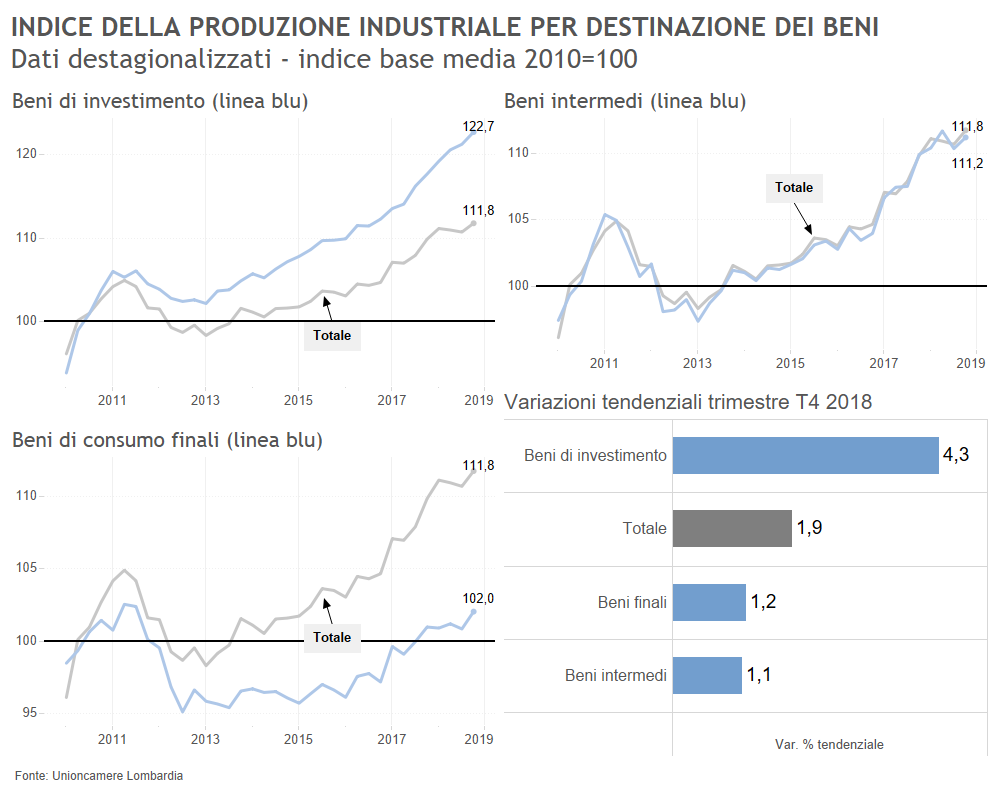 INDICE DELLA PRODUZIONE INDUSTRIALE PER DESTINAZIONE DEI BENI
Dati destagionalizzati - indice base media 2010=100
Beni di investimento (linea blu)
122,7
120
111,8
110
100
Totale
2011 2013 2015 2017 2019
Beni intermedi (linea blu)
111,8
110
111,2
Totale
105
100
2011 2013 2015 2017 2019
Beni di consumo finali (linea blu)
111,8
110
105
102,0
100
Totale
95
2011 2013 2015 2017 2019
Variazioni tendenziali trimestre T4 2018
Beni di investimento 4,3
Totale 1,9
Beni finali 1,2
Beni intermedi 1,1
Var. % tendenziale
Fonte: Unioncamere Lombardia